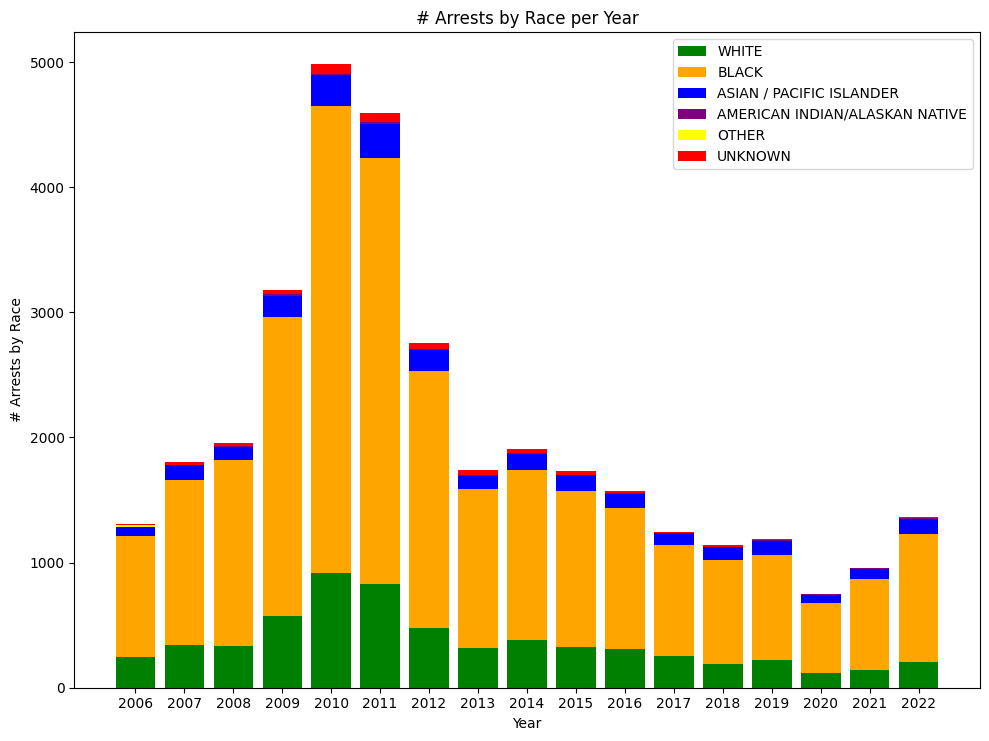 # Arrests by Race per Year
WHITE
BLACK
ASIAN / PACIFIC ISLANDER
AMERICAN INDIAN/ALASKAN NATIVE
OTHER
UNKNOWN
# Arrests by Race
5000
4000
3000
2000
1000
0
2006 2007 2008 2009 2010 2011 2012 2013 2014 2015 2016 2017 2018 2019 2020 2021 2022
Year